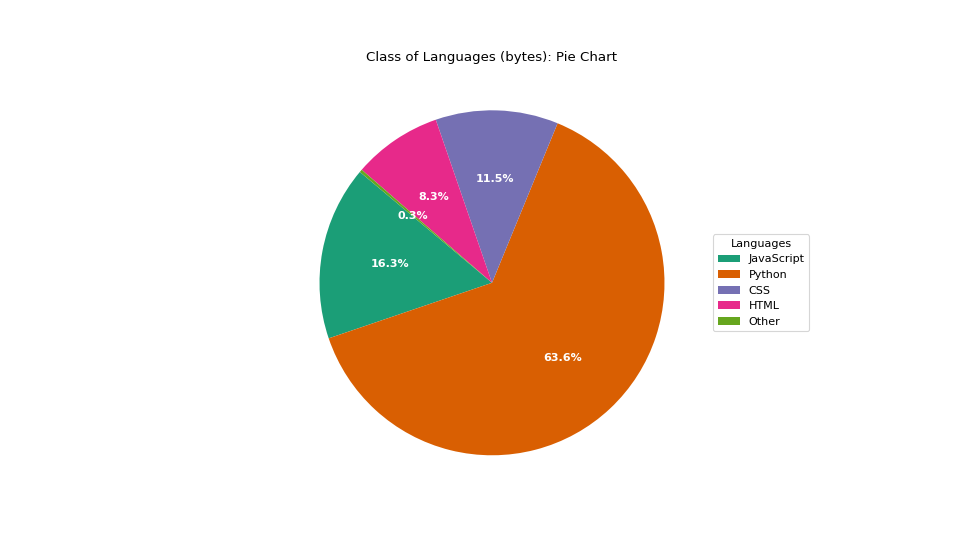 Class of Languages (bytes): Pie Chart
11.5%
8.3%
0.3%
16.3%
63.6%
Languages
JavaScript
Python
CSS
HTML
Other